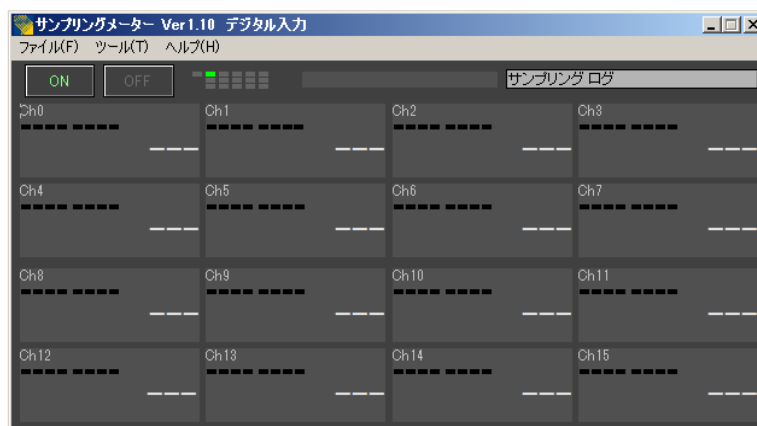 サンプリングメーター Ver1.10 デジタル入力
ファイル(F) ツール(T) ヘルプ(H)
ON OFF サンプリング ログ
Ch0 Ch1 Ch2 Ch3
---- ---- ---- ---- ---- ---- ---- ----
--- --- --- ---
Ch4 Ch5 Ch6 Ch7
---- ---- ---- ---- ---- ---- ---- ----
--- --- --- ---
Ch8 Ch9 Ch10 Ch11
---- ---- ---- ---- ---- ---- ---- ----
--- --- --- ---
Ch12 Ch13 Ch14 Ch15
---- ---- ---- ---- ---- ---- ---- ----
--- --- --- ---